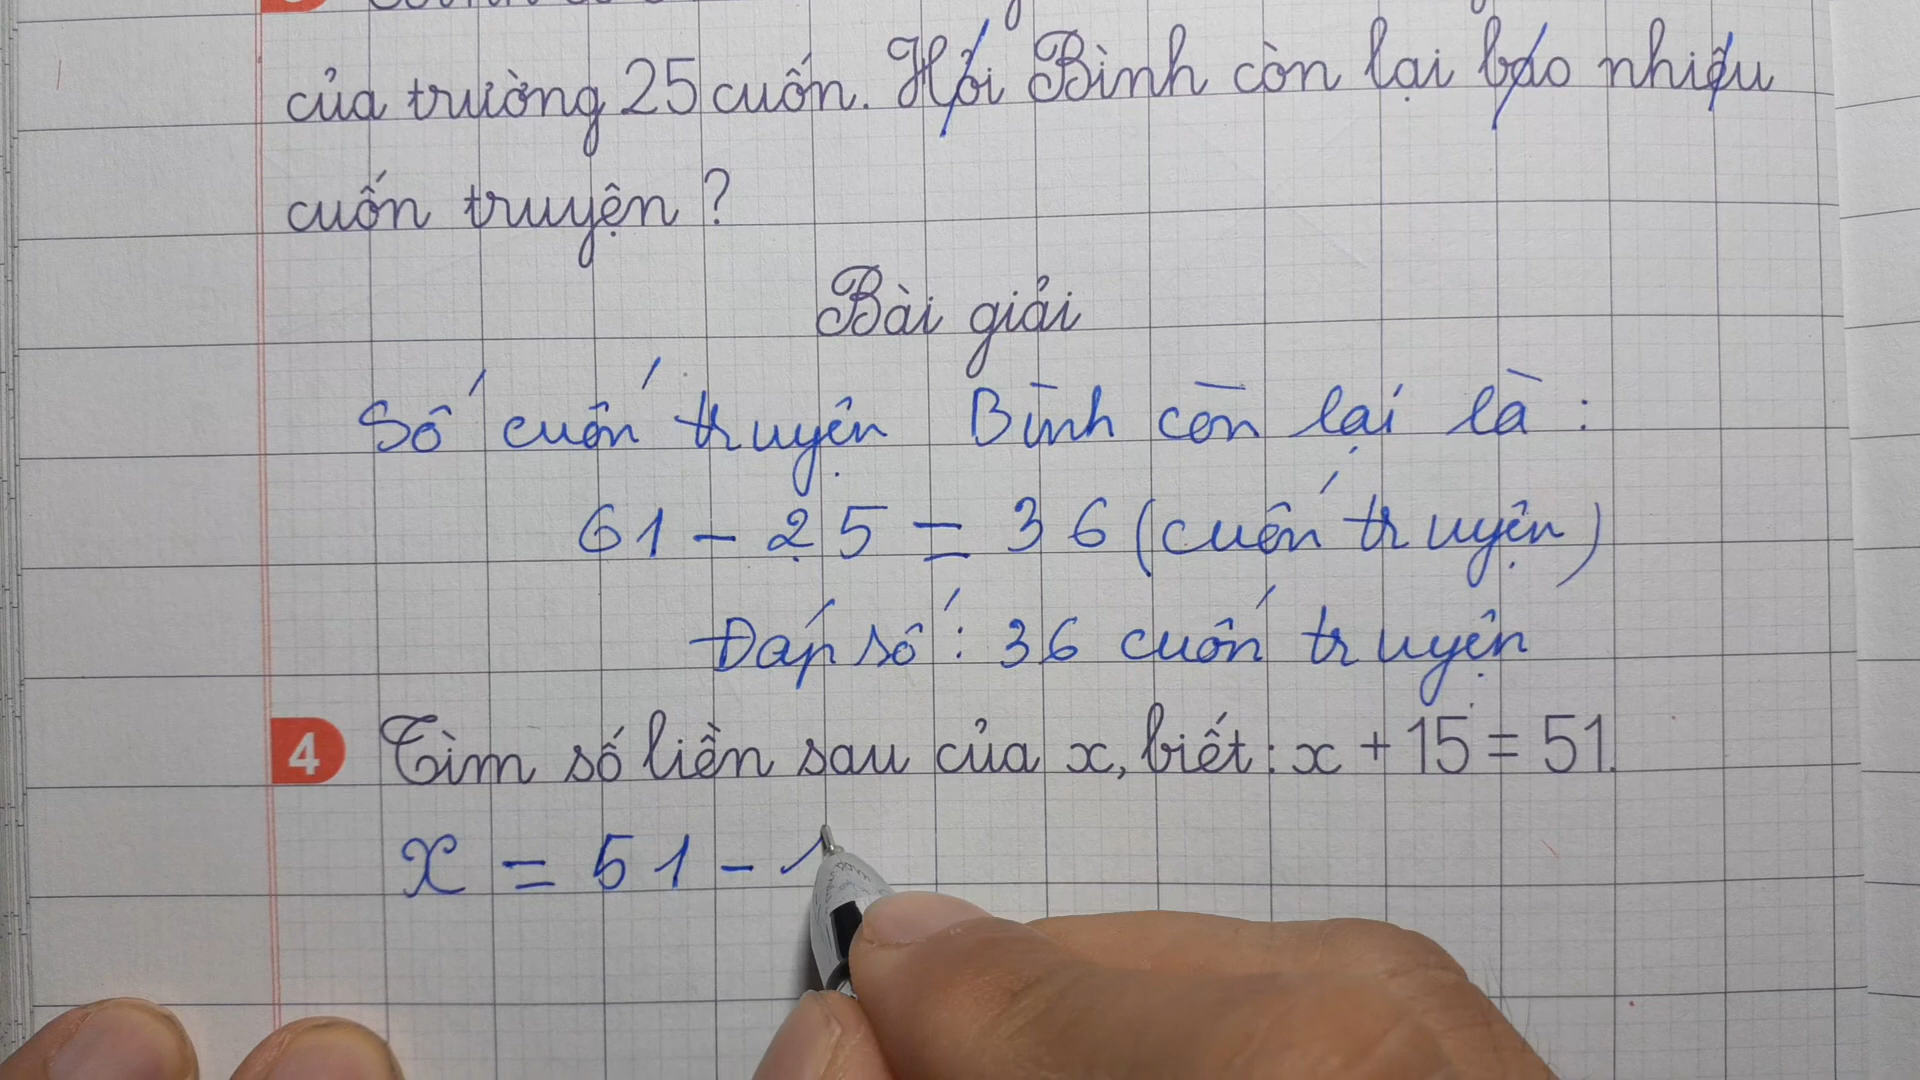 của trường 25 cuốn. Hỏi Bình còn lại bao nhiêu
cuốn truyện?
Bài giải
Số cuốn truyện Bình còn lại là:
61 - 25 = 36 (cuốn truyện)
Đáp số: 36 cuốn truyện
4 Tìm số liền sau của x, biết: x + 15 = 51.
x = 51 - 1